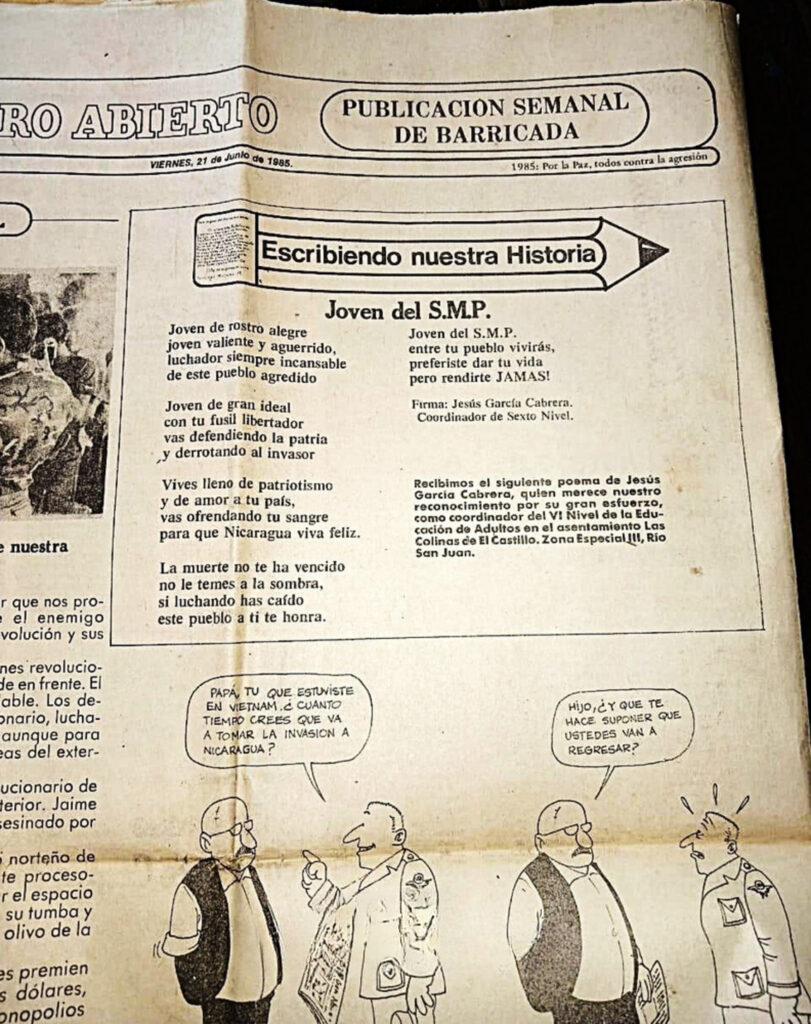 RO ABIERTO
PUBLICACION SEMANAL
DE BARRICADA
VIERNES, 21 de Junio de 1985.
1985: Por la Paz, todos contra la agresión
Escribiendo nuestra Historia
Joven del S.M.P.
Joven de rostro alegre
joven valiente y aguerrido,
luchador siempre incansable
de este pueblo agredido
Joven de gran ideal
con tu fusil libertador
vas defendiendo la patria
y derrotando al invasor
Vives lleno de patriotismo
y de amor a tu país,
vas ofrendando tu sangre
para que Nicaragua viva feliz.
La muerte no te ha vencido
no le temes a la sombra,
si luchando has caído
este pueblo a ti te honra.
Joven del S.M.P.
entre tu pueblo vivirás,
preferiste dar tu vida
pero rendirte JAMAS!
Firma: Jesús García Cabrera.
Coordinador de Sexto Nivel.
Recibimos el siguiente poema de Jesús
García Cabrera, quien merece nuestro
reconocimiento por su gran esfuerzo,
como coordinador del VI Nivel de la Edu-
cación de Adultos en el asentamiento Las
Colinas de El Castillo. Zona Especial III, Río
San Juan.
e nuestra
r que nos pro-
e el enemigo
volución y sus
nes revolucio-
de en frente. El
able. Los de-
onario, lucha-
aunque para
eas del exter-
ucionario de
terior. Jaime
sesinado por
norteño de
te proceso-
r el espacio
su tumba y
olivo de la
es premien
s dólares,
onopolios
PAPÁ, TU QUE ESTUVISTE
EN VIETNAM. ¿CUANTO
TIEMPO CREES QUE VA
A TOMAR LA INVASION A
NICARAGUA?
HIJO, ¿Y QUE TE
HACE SUPONER QUE
USTEDES VAN A
REGRESAR?